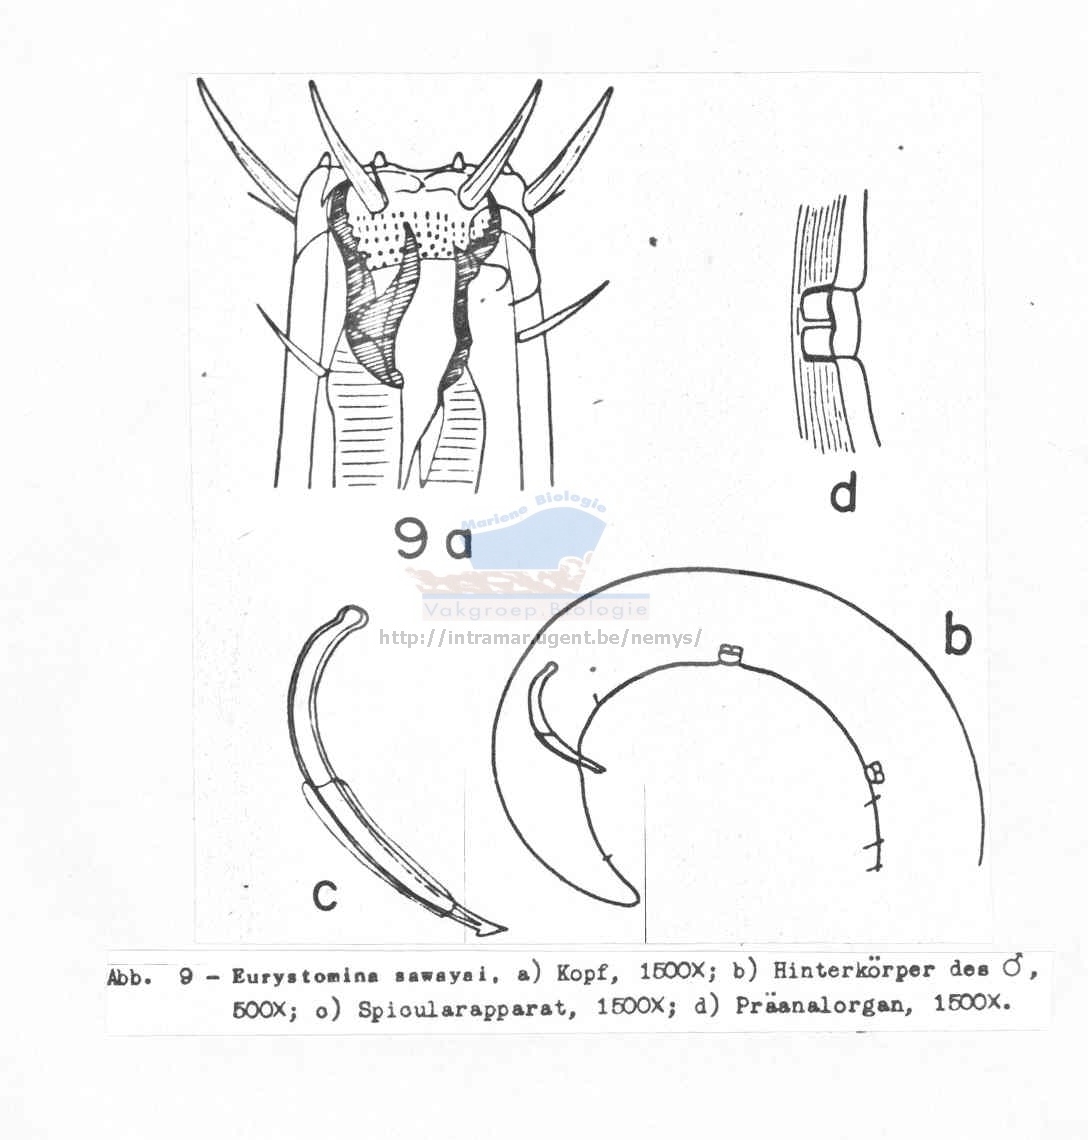 9 a
d
Mariene Biologie
Vakgroep Biologie
http://intramar.ugent.be/nemys/
b
c
Abb. 9 - Eurystomina sawayai, a) Kopf, 1500X; b) Hinterkörper des ♂,
500X; c) Spicularapparat, 1500X; d) Präanalorgan, 1500X.